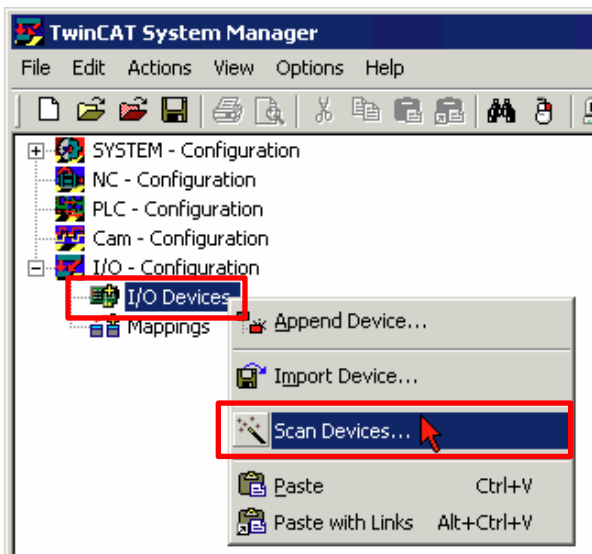 TwinCAT System Manager
File Edit Actions View Options Help
SYSTEM - Configuration
NC - Configuration
PLC - Configuration
Cam - Configuration
I/O - Configuration
I/O Devices
Mappings
Append Device...
Import Device...
Scan Devices...
Paste Ctrl+V
Paste with Links Alt+Ctrl+V